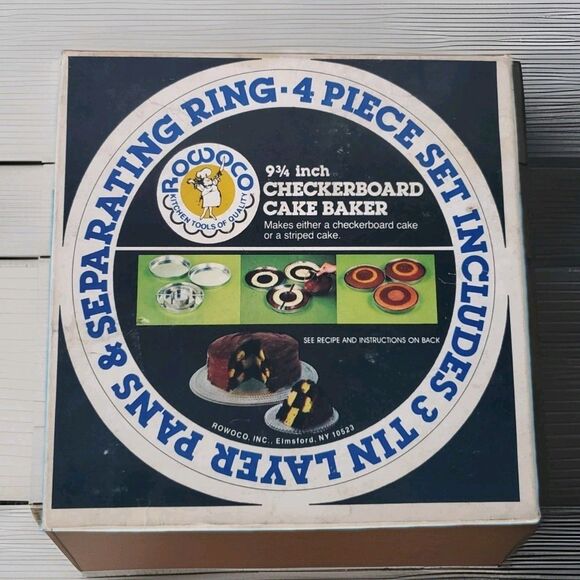 4 PIECE SET INCLUDES 3 TIN LAYER PANS & SEPARATING RING ·
ROWOCO
KITCHEN TOOLS OF QUALITY
9¾ inch
CHECKERBOARD
CAKE BAKER
Makes either a checkerboard cake
or a striped cake.
SEE RECIPE AND INSTRUCTIONS ON BACK
ROWOCO, INC., Elmsford, NY 10523